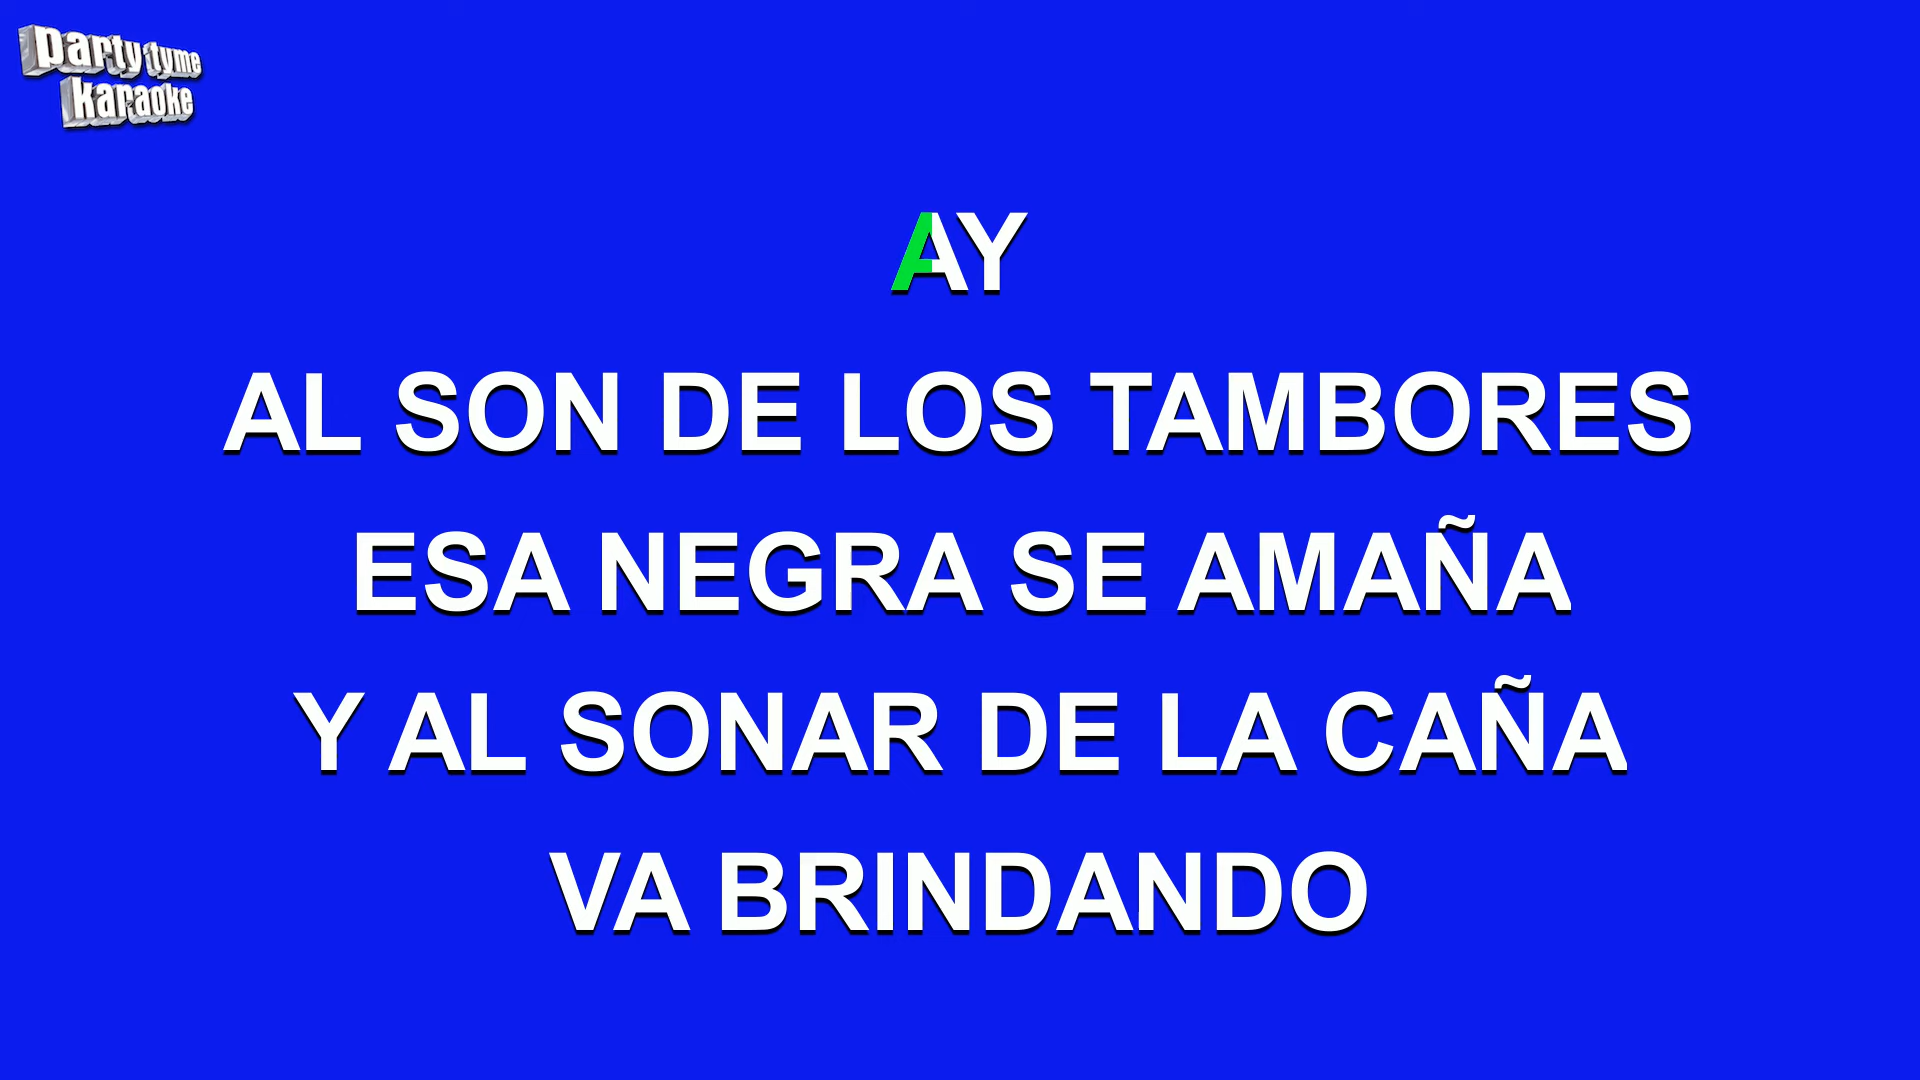 party tyme
karaoke
AY
AL SON DE LOS TAMBORES
ESA NEGRA SE AMAÑA
Y AL SONAR DE LA CAÑA
VA BRINDANDO